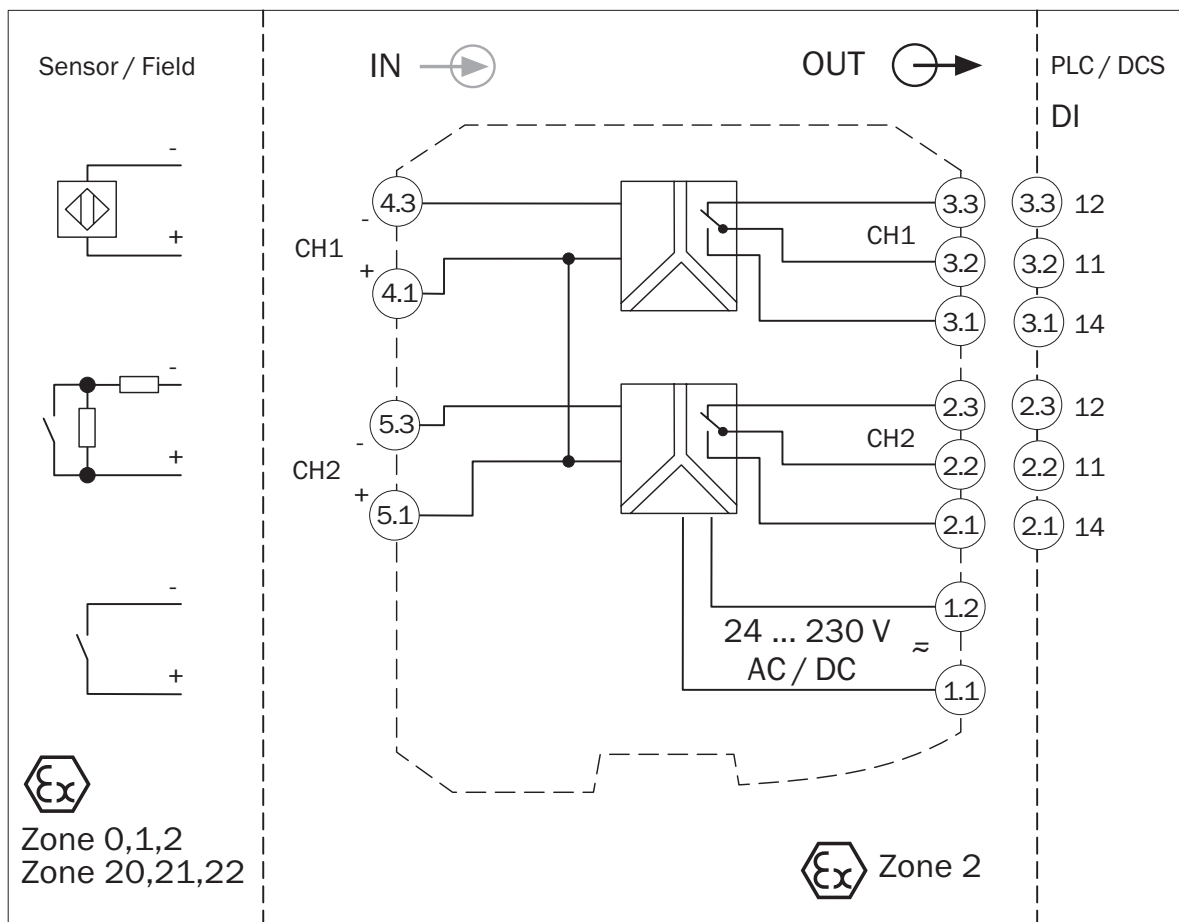 Sensor / Field
IN
OUT
PLC / DCS
DI
-
+
-
+
-
+
CH1
-
4.3
+
4.1
CH2
-
5.3
+
5.1
CH1
3.3
3.2
3.1
3.3 12
3.2 11
3.1 14
CH2
2.3
2.2
2.1
2.3 12
2.2 11
2.1 14
1.2
24 ... 230 V ≂
AC / DC
1.1
Ex
Zone 0,1,2
Zone 20,21,22
Ex Zone 2